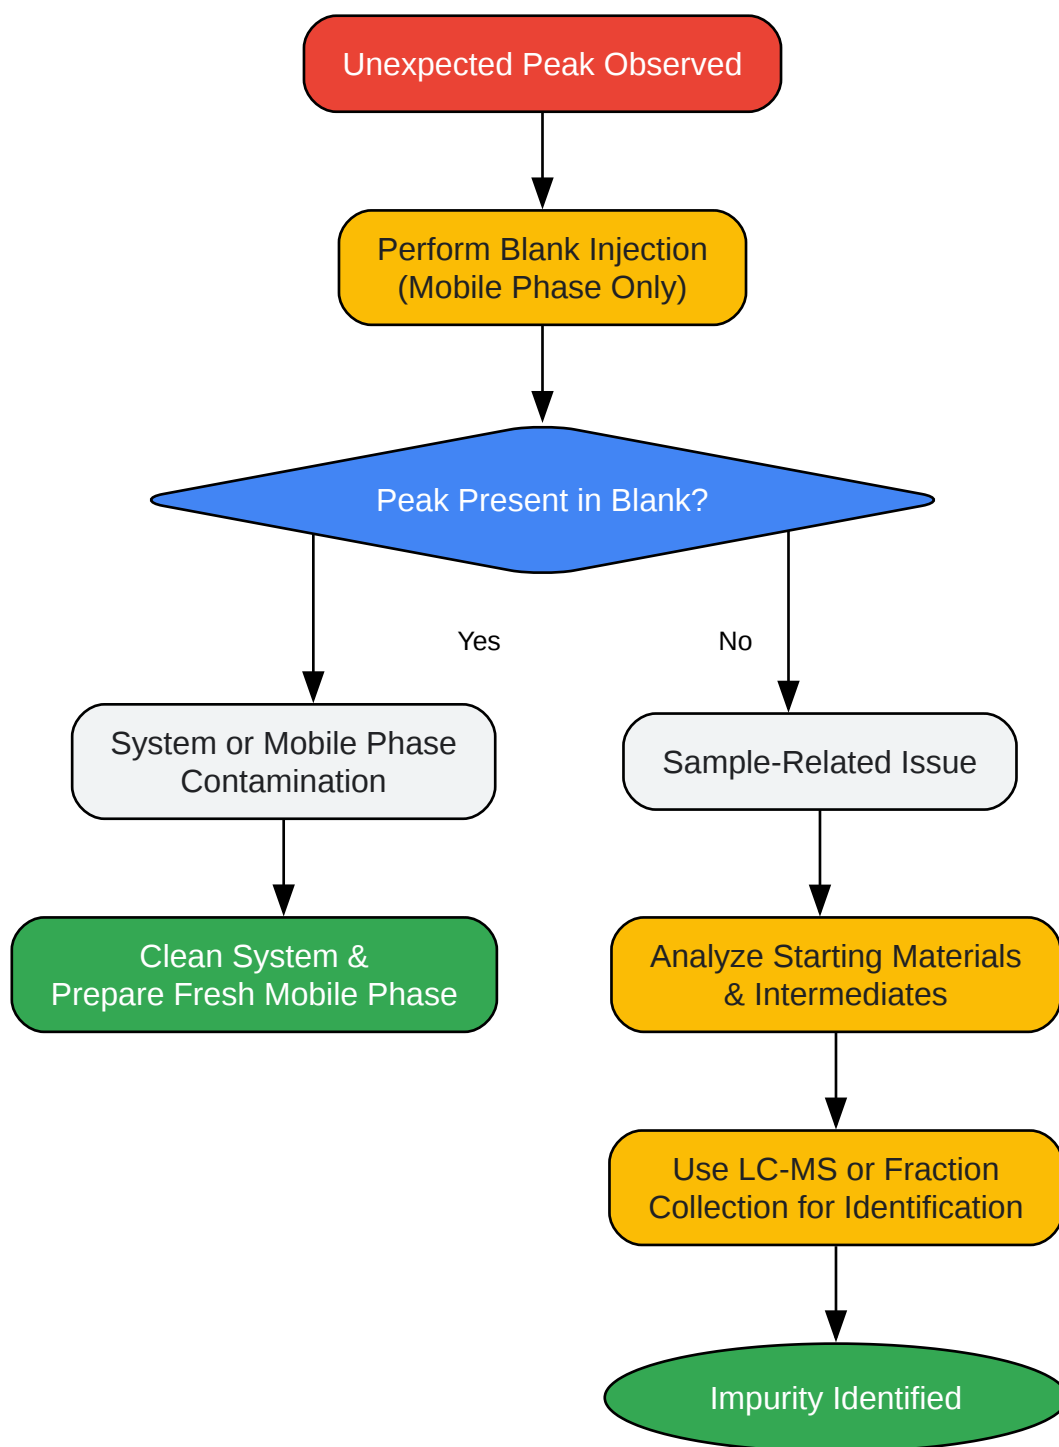 Unexpected Peak Observed
Perform Blank Injection
(Mobile Phase Only)
Peak Present in Blank?
Yes
No
System or Mobile Phase
Contamination
Sample-Related Issue
Clean System &
Prepare Fresh Mobile Phase
Analyze Starting Materials
& Intermediates
Use LC-MS or Fraction
Collection for Identification
Impurity Identified